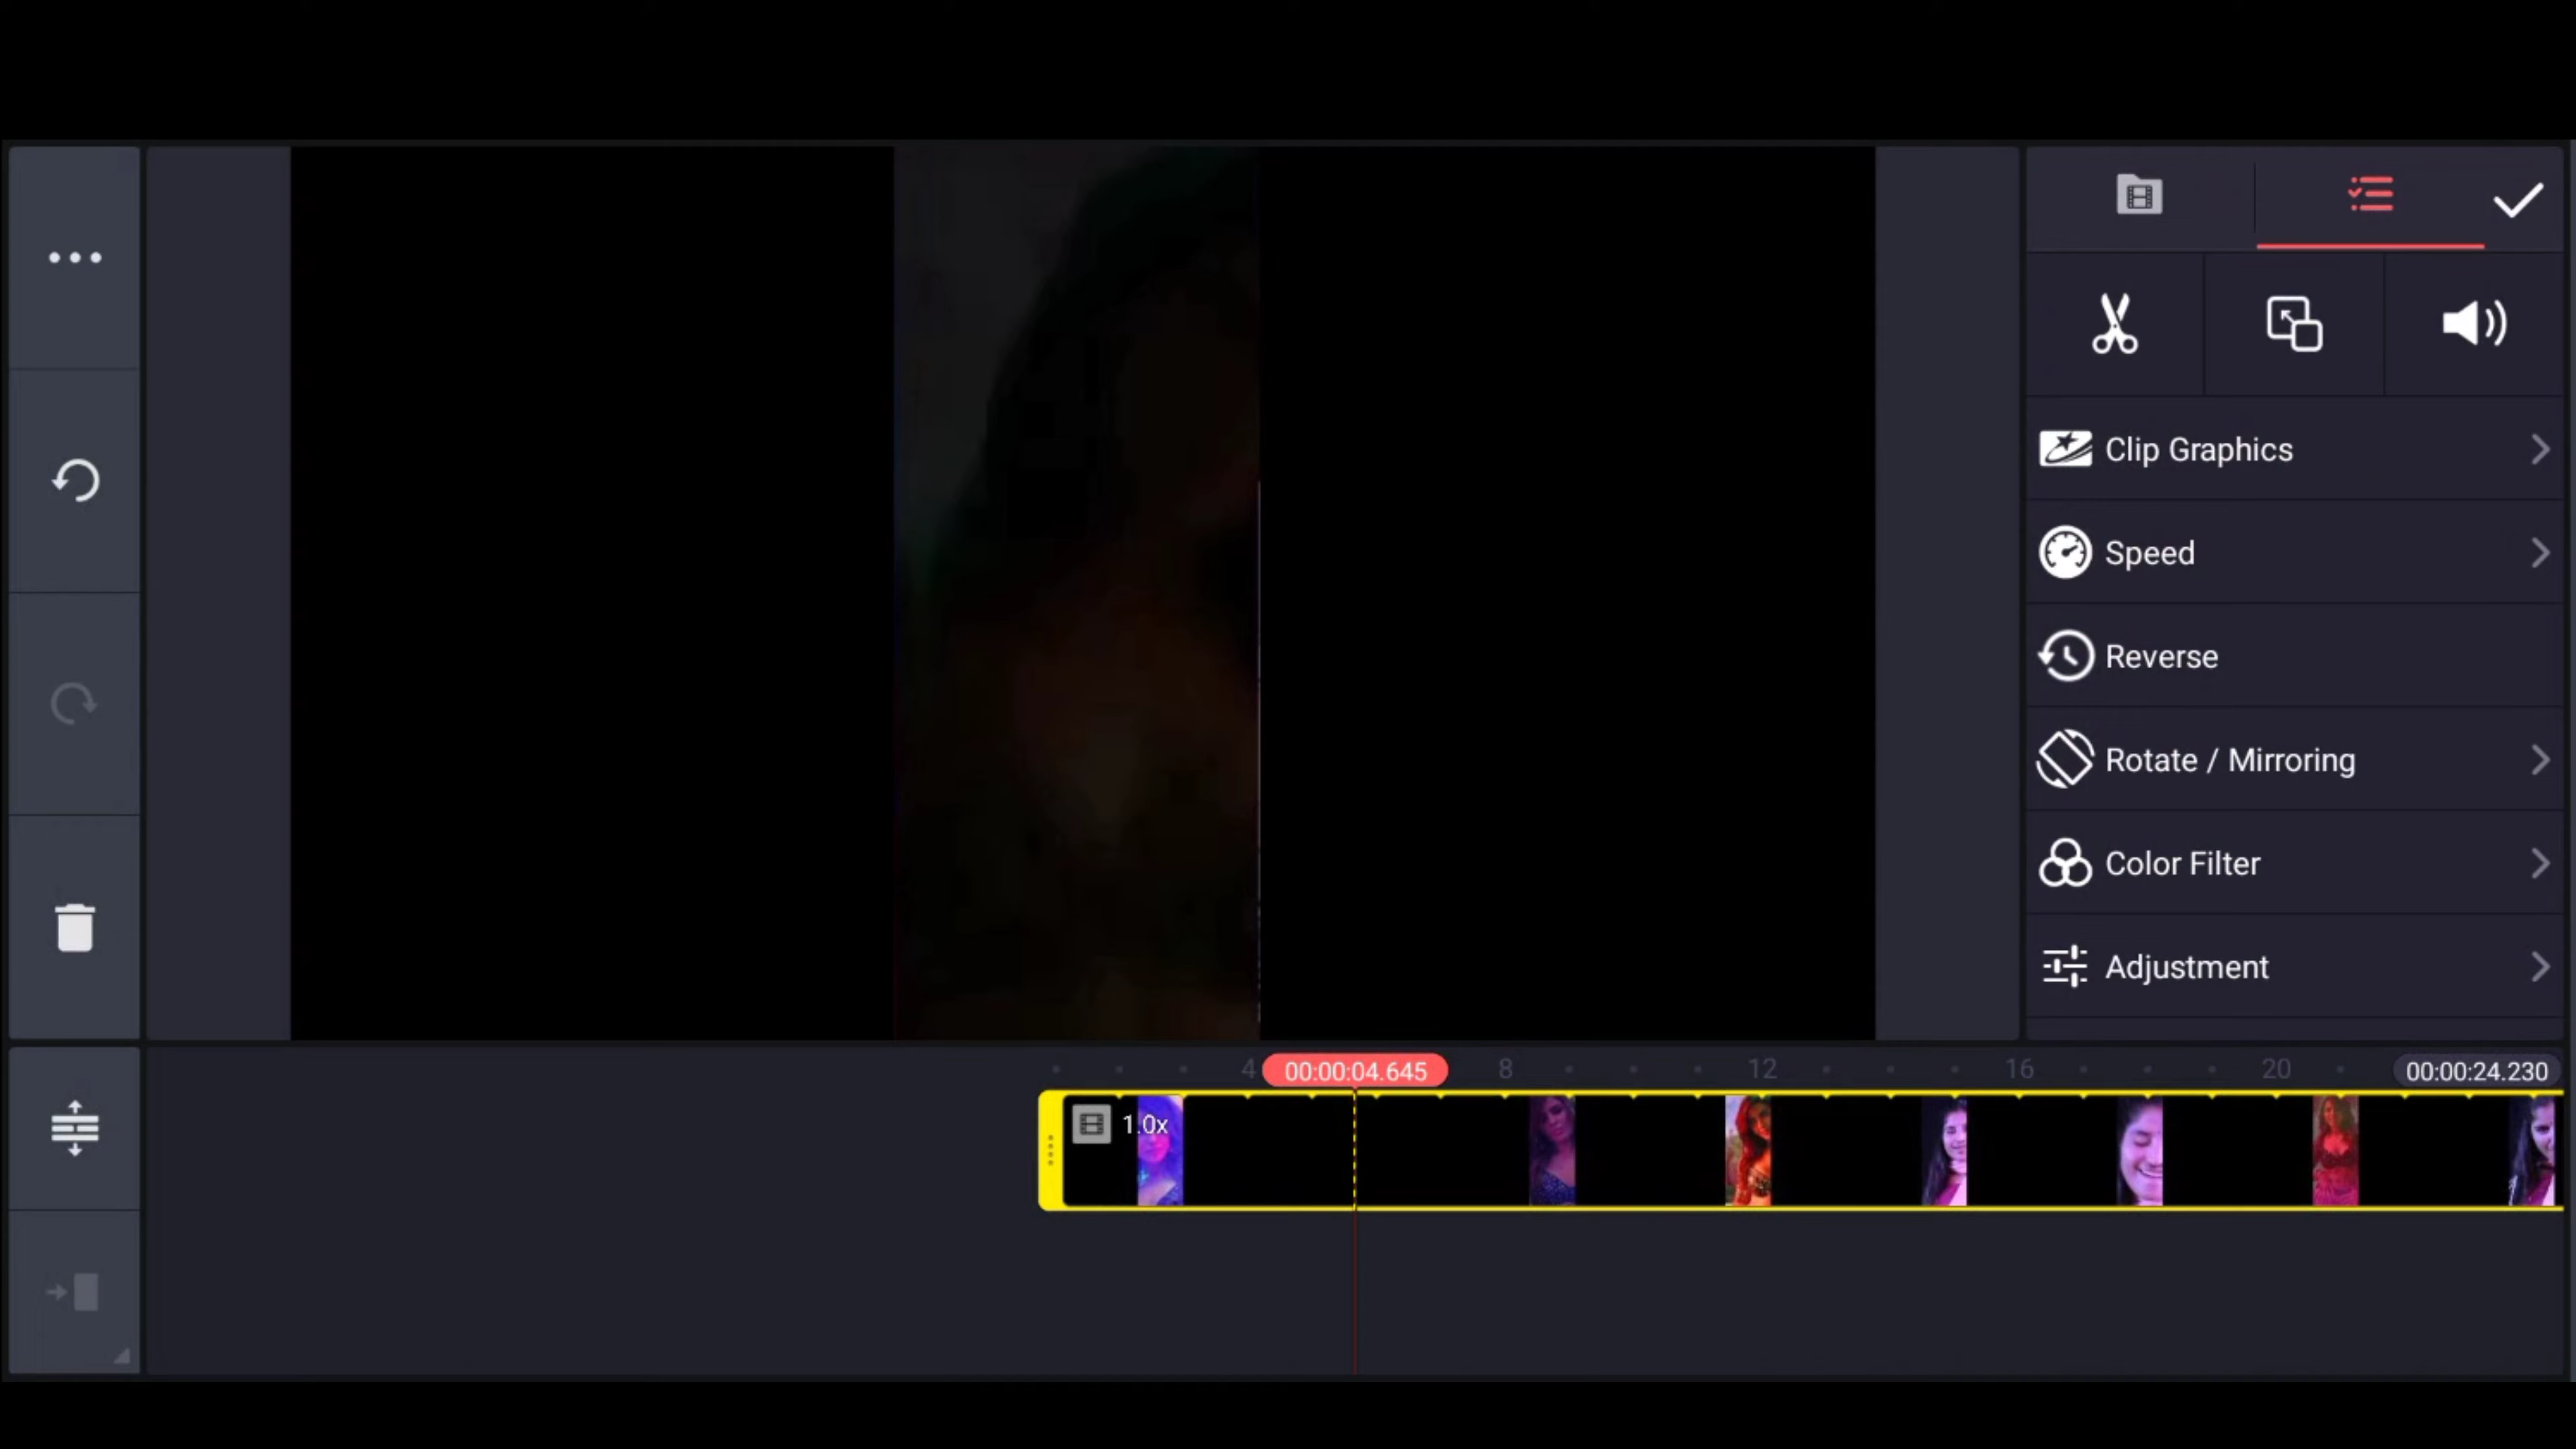 Clip Graphics
Speed
Reverse
Rotate / Mirroring
Color Filter
Adjustment
4
00:00:04.645
8
12
16
20
00:00:24.230
1.0x